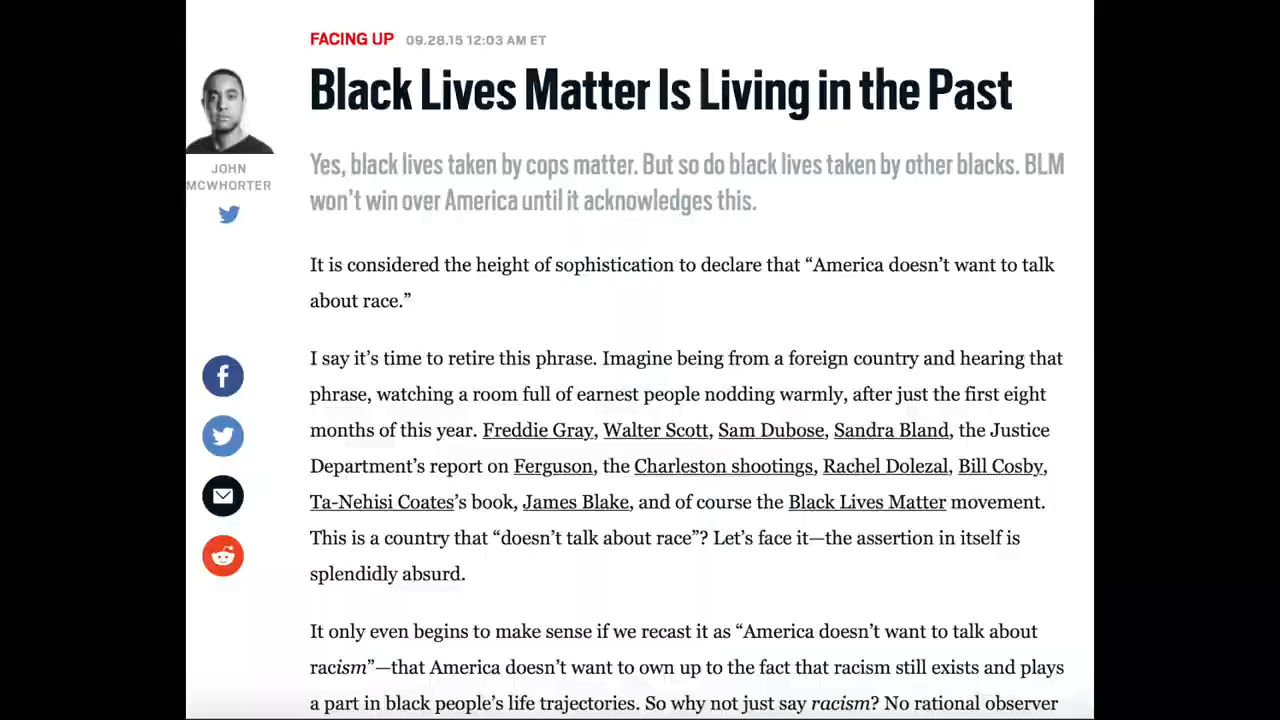 FACING UP 09.28.15 12:03 AM ET
Black Lives Matter Is Living in the Past
JOHN
MCWHORTER
Yes, black lives taken by cops matter. But so do black lives taken by other blacks. BLM
won't win over America until it acknowledges this.
It is considered the height of sophistication to declare that “America doesn’t want to talk
about race.”
I say it’s time to retire this phrase. Imagine being from a foreign country and hearing that
phrase, watching a room full of earnest people nodding warmly, after just the first eight
months of this year. Freddie Gray, Walter Scott, Sam Dubose, Sandra Bland, the Justice
Department’s report on Ferguson, the Charleston shootings, Rachel Dolezal, Bill Cosby,
Ta-Nehisi Coates’s book, James Blake, and of course the Black Lives Matter movement.
This is a country that “doesn’t talk about race”? Let’s face it—the assertion in itself is
splendidly absurd.
It only even begins to make sense if we recast it as “America doesn’t want to talk about
racism”—that America doesn’t want to own up to the fact that racism still exists and plays
a part in black people’s life trajectories. So why not just say racism? No rational observer